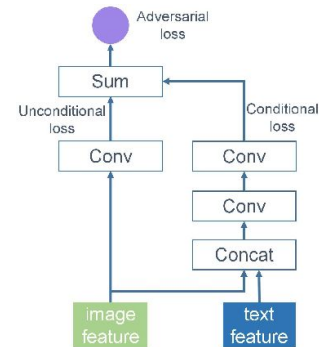 Adversarial
loss
Sum
Unconditional
loss
Conditional
loss
Conv
Conv
Conv
Concat
image
feature
text
feature